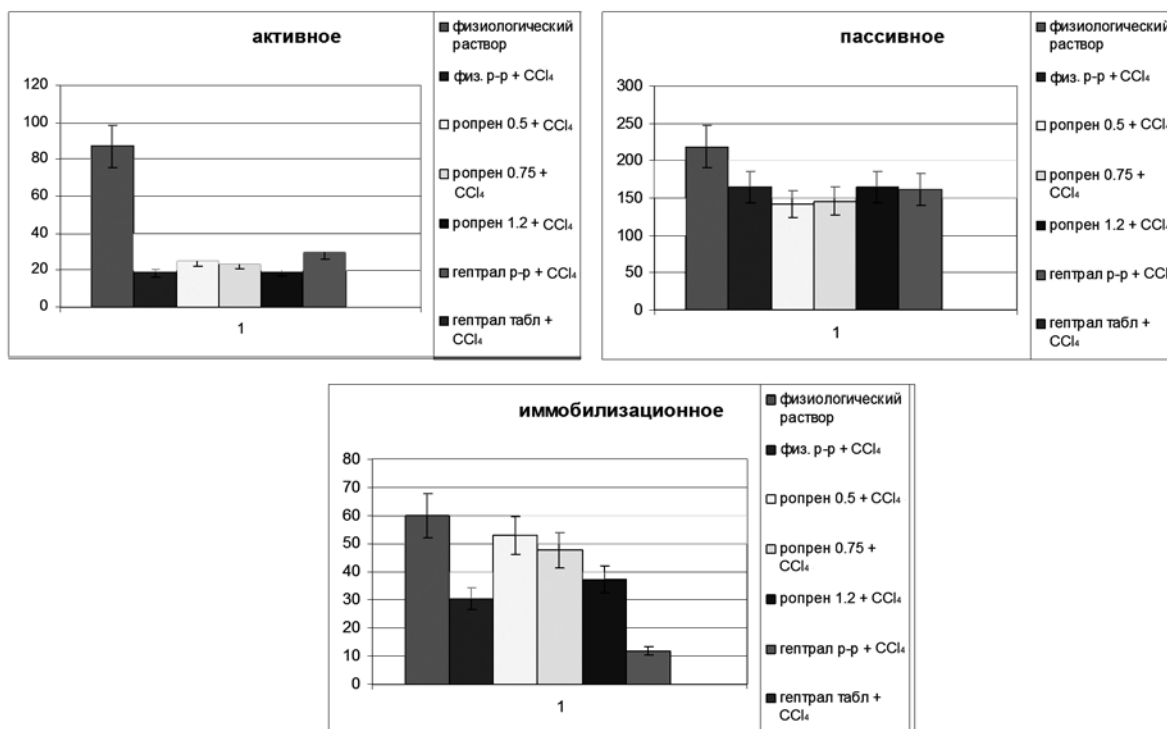 активное
120
100
80
60
40
20
0
1
физиологический
раствор
физ. р-р + CCl₄
ропрен 0.5 + CCl₄
ропрен 0.75 +
CCl₄
ропрен 1.2 + CCl₄
гептрал р-р + CCl₄
гептрал табл +
CCl₄
пассивное
300
250
200
150
100
50
0
1
физиологический
раствор
физ. р-р + CCl₄
ропрен 0.5 + CCl₄
ропрен 0.75 +
CCl₄
ропрен 1.2 + CCl₄
гептрал р-р + CCl
гептрал табл +
CCl₄
иммобилизационное
80
70
60
50
40
30
20
10
0
1
физиологический
раствор
физ. р-р + CCl₄
ропрен 0.5 + CCl₄
ропрен 0.75 +
CCl₄
ропрен 1.2 + CCl₄
гептрал р-р + CCl₄
гептрал табл +
CCl₄